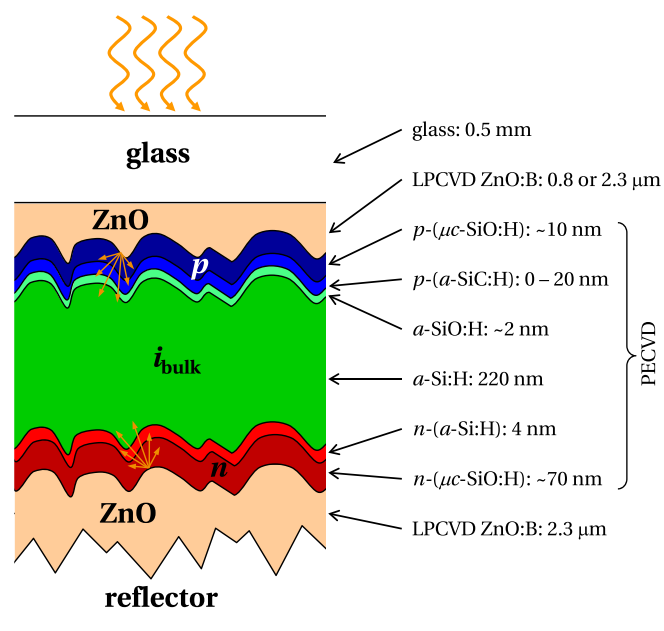 glass
ZnO
p
i bulk
n
ZnO
reflector
glass: 0.5 mm
LPCVD ZnO:B: 0.8 or 2.3 µm
p-(µc-SiO:H): ~10 nm
p-(a-SiC:H): 0 – 20 nm
a-SiO:H: ~2 nm
a-Si:H: 220 nm
n-(a-Si:H): 4 nm
n-(µc-SiO:H): ~70 nm
LPCVD ZnO:B: 2.3 µm
PECVD